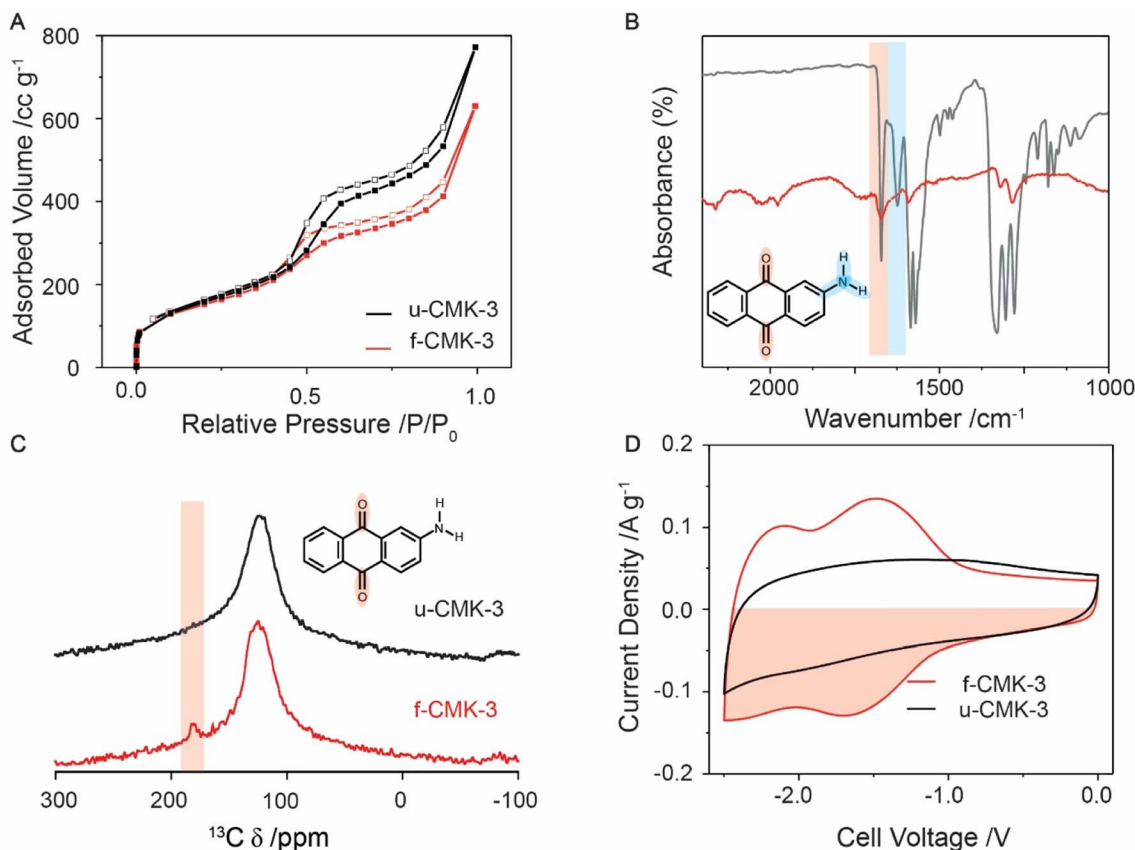 A
800
600
400
200
0
Adsorbed Volume /cc g⁻¹
u-CMK-3
f-CMK-3
0.0
0.5
1.0
Relative Pressure /P/P₀
B
Absorbance (%)
O
O
N
H
H
2000
1500
1000
Wavenumber /cm⁻¹
C
O
O
N
H
H
u-CMK-3
f-CMK-3
300
200
100
0
-100
¹³C δ /ppm
D
0.2
0.1
0.0
-0.1
-0.2
Current Density /A g⁻¹
f-CMK-3
u-CMK-3
-2.0
-1.0
0.0
Cell Voltage /V